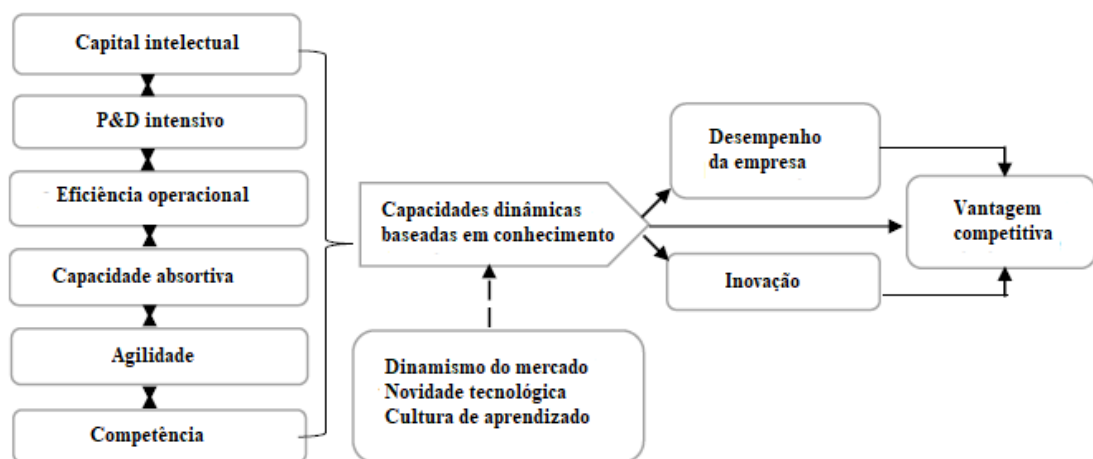 Capital intelectual
P&D intensivo
Eficiência operacional
Capacidade absortiva
Agilidade
Competência
Capacidades dinâmicas
baseadas em conhecimento
Dinamismo do mercado
Novidade tecnológica
Cultura de aprendizado
Desempenho
da empresa
Inovação
Vantagem
competitiva